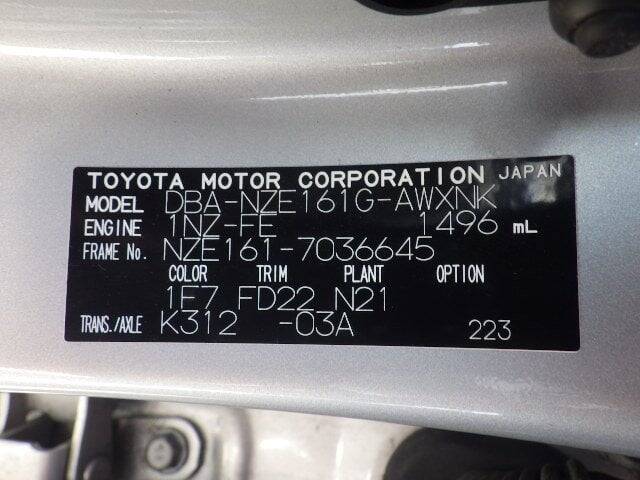 TOYOTA MOTOR CORPORATION JAPAN
MODEL DBA-NZE161G-AWXNK
ENGINE 1NZ-FE 1496 mL
FRAME No. NZE161-7036645
COLOR TRIM PLANT OPTION
1F7 FD22 N21
TRANS./AXLE K312 -03A 223